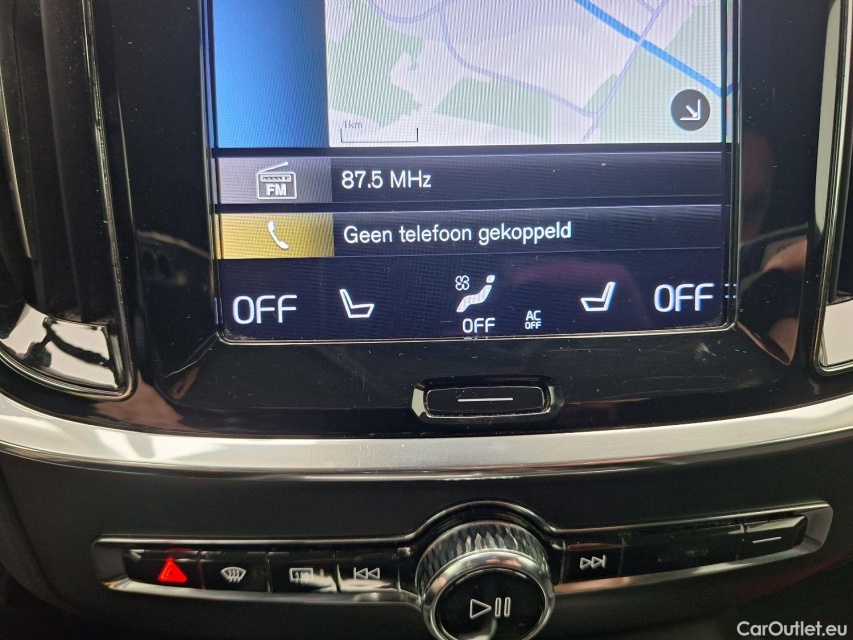 1km
FM
87.5 MHz
Geen telefoon gekoppeld
OFF
OFF
AC
OFF
OFF
CarOutlet.eu